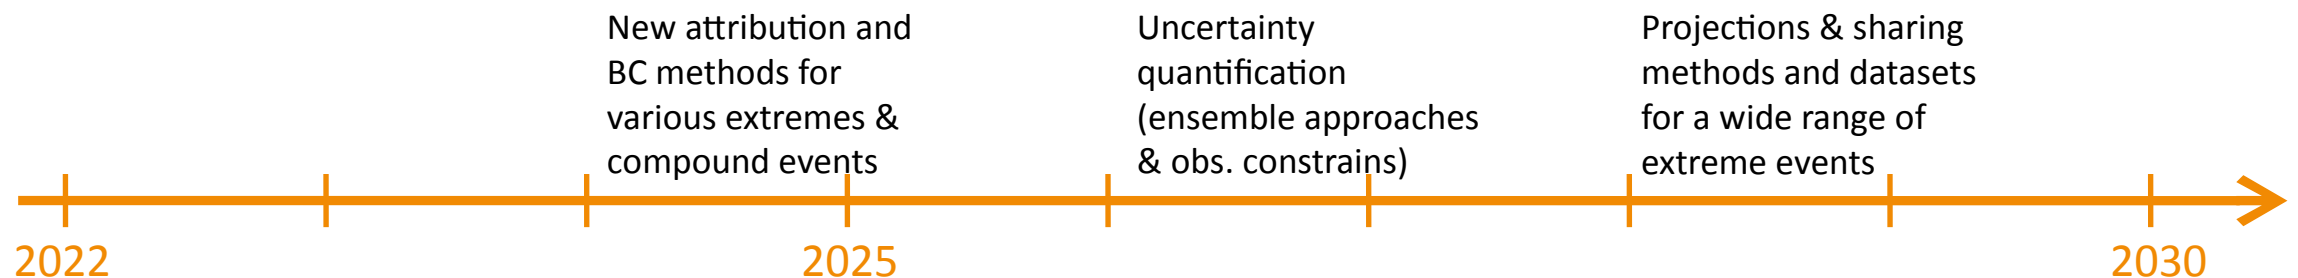 New attribution and
BC methods for
various extremes &
compound events
Uncertainty
quantification
(ensemble approaches
& obs. constrains)
Projections & sharing
methods and datasets
for a wide range of
extreme events
2022
2025
2030